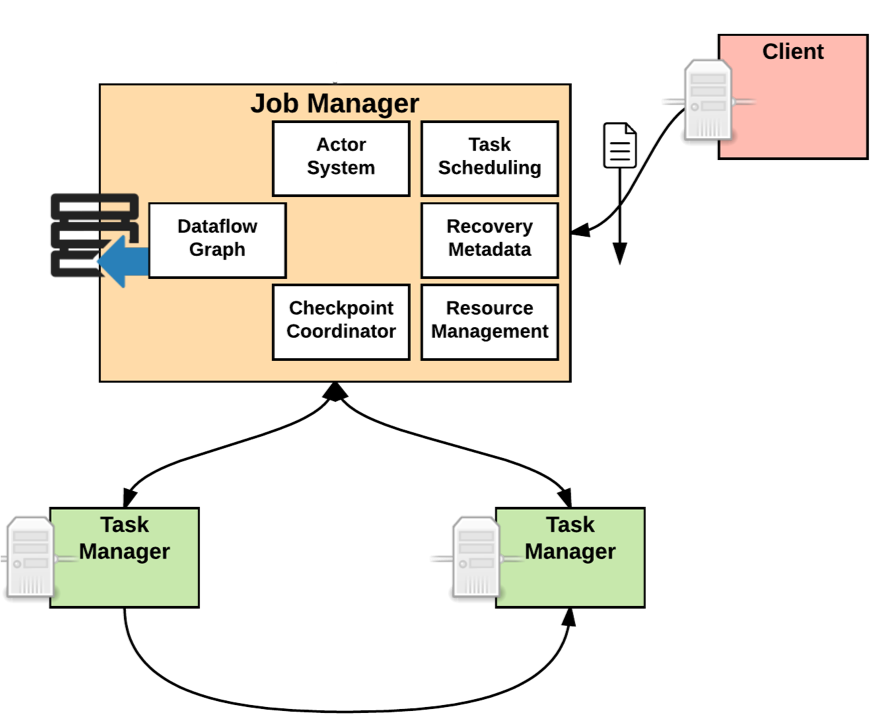 Client
Job Manager
Actor
System
Task
Scheduling
Dataflow
Graph
Recovery
Metadata
Checkpoint
Coordinator
Resource
Management
Task
Manager
Task
Manager